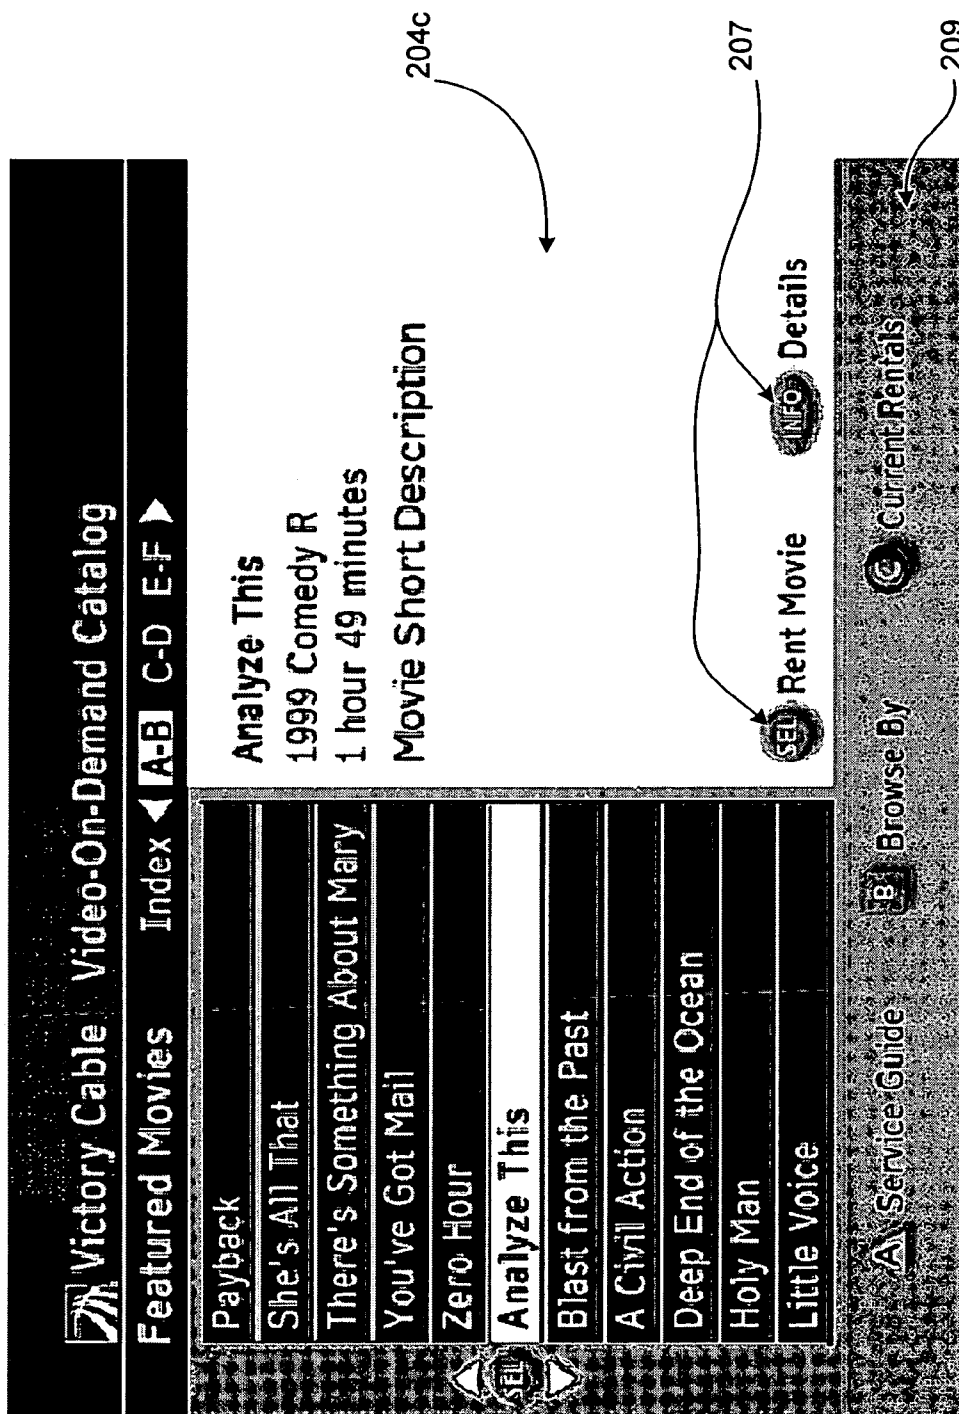 Victory Cable Video-On-Demand Catalog
Featured Movies Index A-B C-D E-F
Payback
She's All That
There's Something About Mary
You've Got Mail
Zero Hour
Analyze This
Blast from the Past
A Civil Action
Deep End of the Ocean
Holy Man
Little Voice
SEL
Analyze This
1999 Comedy R
1 hour 49 minutes
Movie Short Description
SEL Rent Movie
INFO Details
A Service Guide
B Browse By
C Current Rentals
204c
207
209